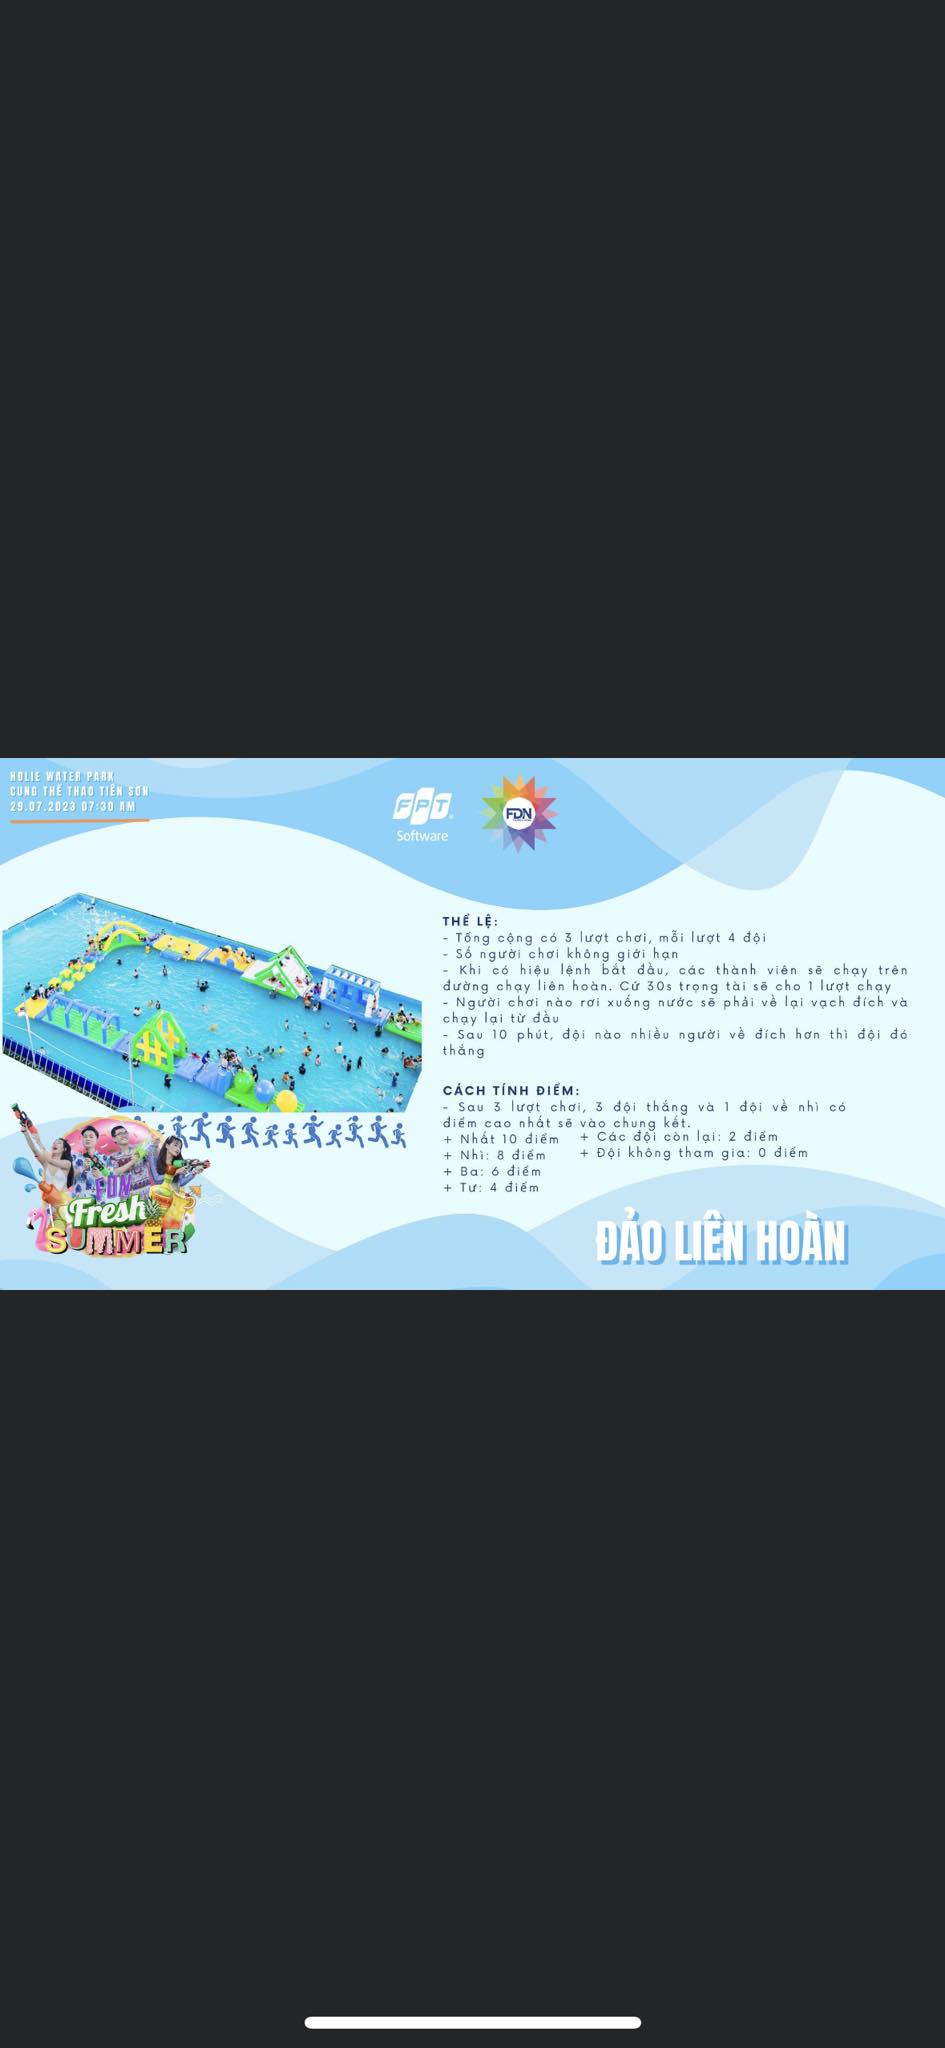 HOLIE WATER PARK
CUNG THỂ THAO TIÊN SƠN
29.07.2023 07:30 AM
FPT
Software
FDN
THỂ LỆ:
- Tổng cộng có 3 lượt chơi, mỗi lượt 4 đội
- Số người chơi không giới hạn
- Khi có hiệu lệnh bắt đầu, các thành viên sẽ chạy trên
đường chạy liên hoàn. Cứ 30s trọng tài sẽ cho 1 lượt chạy
- Người chơi nào rơi xuống nước sẽ phải về lại vạch đích và
chạy lại từ đầu
- Sau 10 phút, đội nào nhiều người về đích hơn thì đội đó
thắng
CÁCH TÍNH ĐIỂM:
- Sau 3 lượt chơi, 3 đội thắng và 1 đội về nhì có
điểm cao nhất sẽ vào chung kết.
+ Nhất 10 điểm
+ Nhì: 8 điểm
+ Ba: 6 điểm
+ Tư: 4 điểm
+ Các đội còn lại: 2 điểm
+ Đội không tham gia: 0 điểm
FDN
Fresh
SUMMER
ĐẢO LIÊN HOÀN